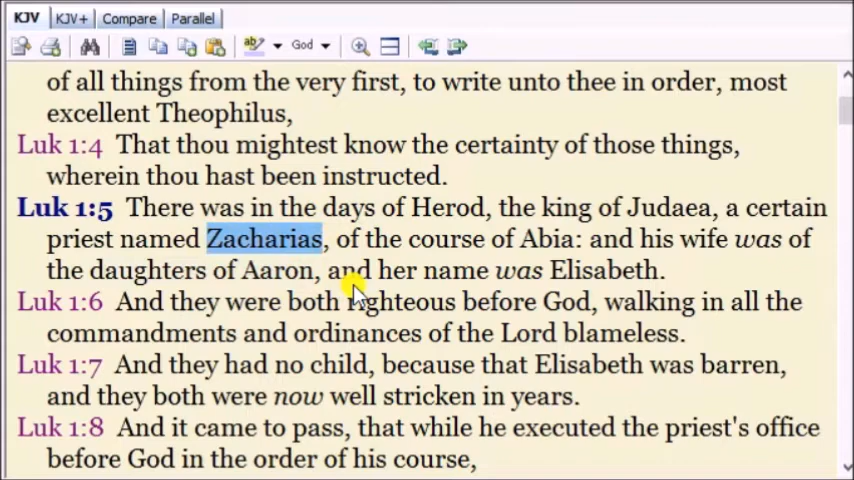 KJV KJV+ Compare Parallel
God
of all things from the very first, to write unto thee in order, most
excellent Theophilus,
Luk 1:4 That thou mightest know the certainty of those things,
wherein thou hast been instructed.
Luk 1:5 There was in the days of Herod, the king of Judaea, a certain
priest named Zacharias, of the course of Abia: and his wife was of
the daughters of Aaron, and her name was Elisabeth.
Luk 1:6 And they were both righteous before God, walking in all the
commandments and ordinances of the Lord blameless.
Luk 1:7 And they had no child, because that Elisabeth was barren,
and they both were now well stricken in years.
Luk 1:8 And it came to pass, that while he executed the priest's office
before God in the order of his course,